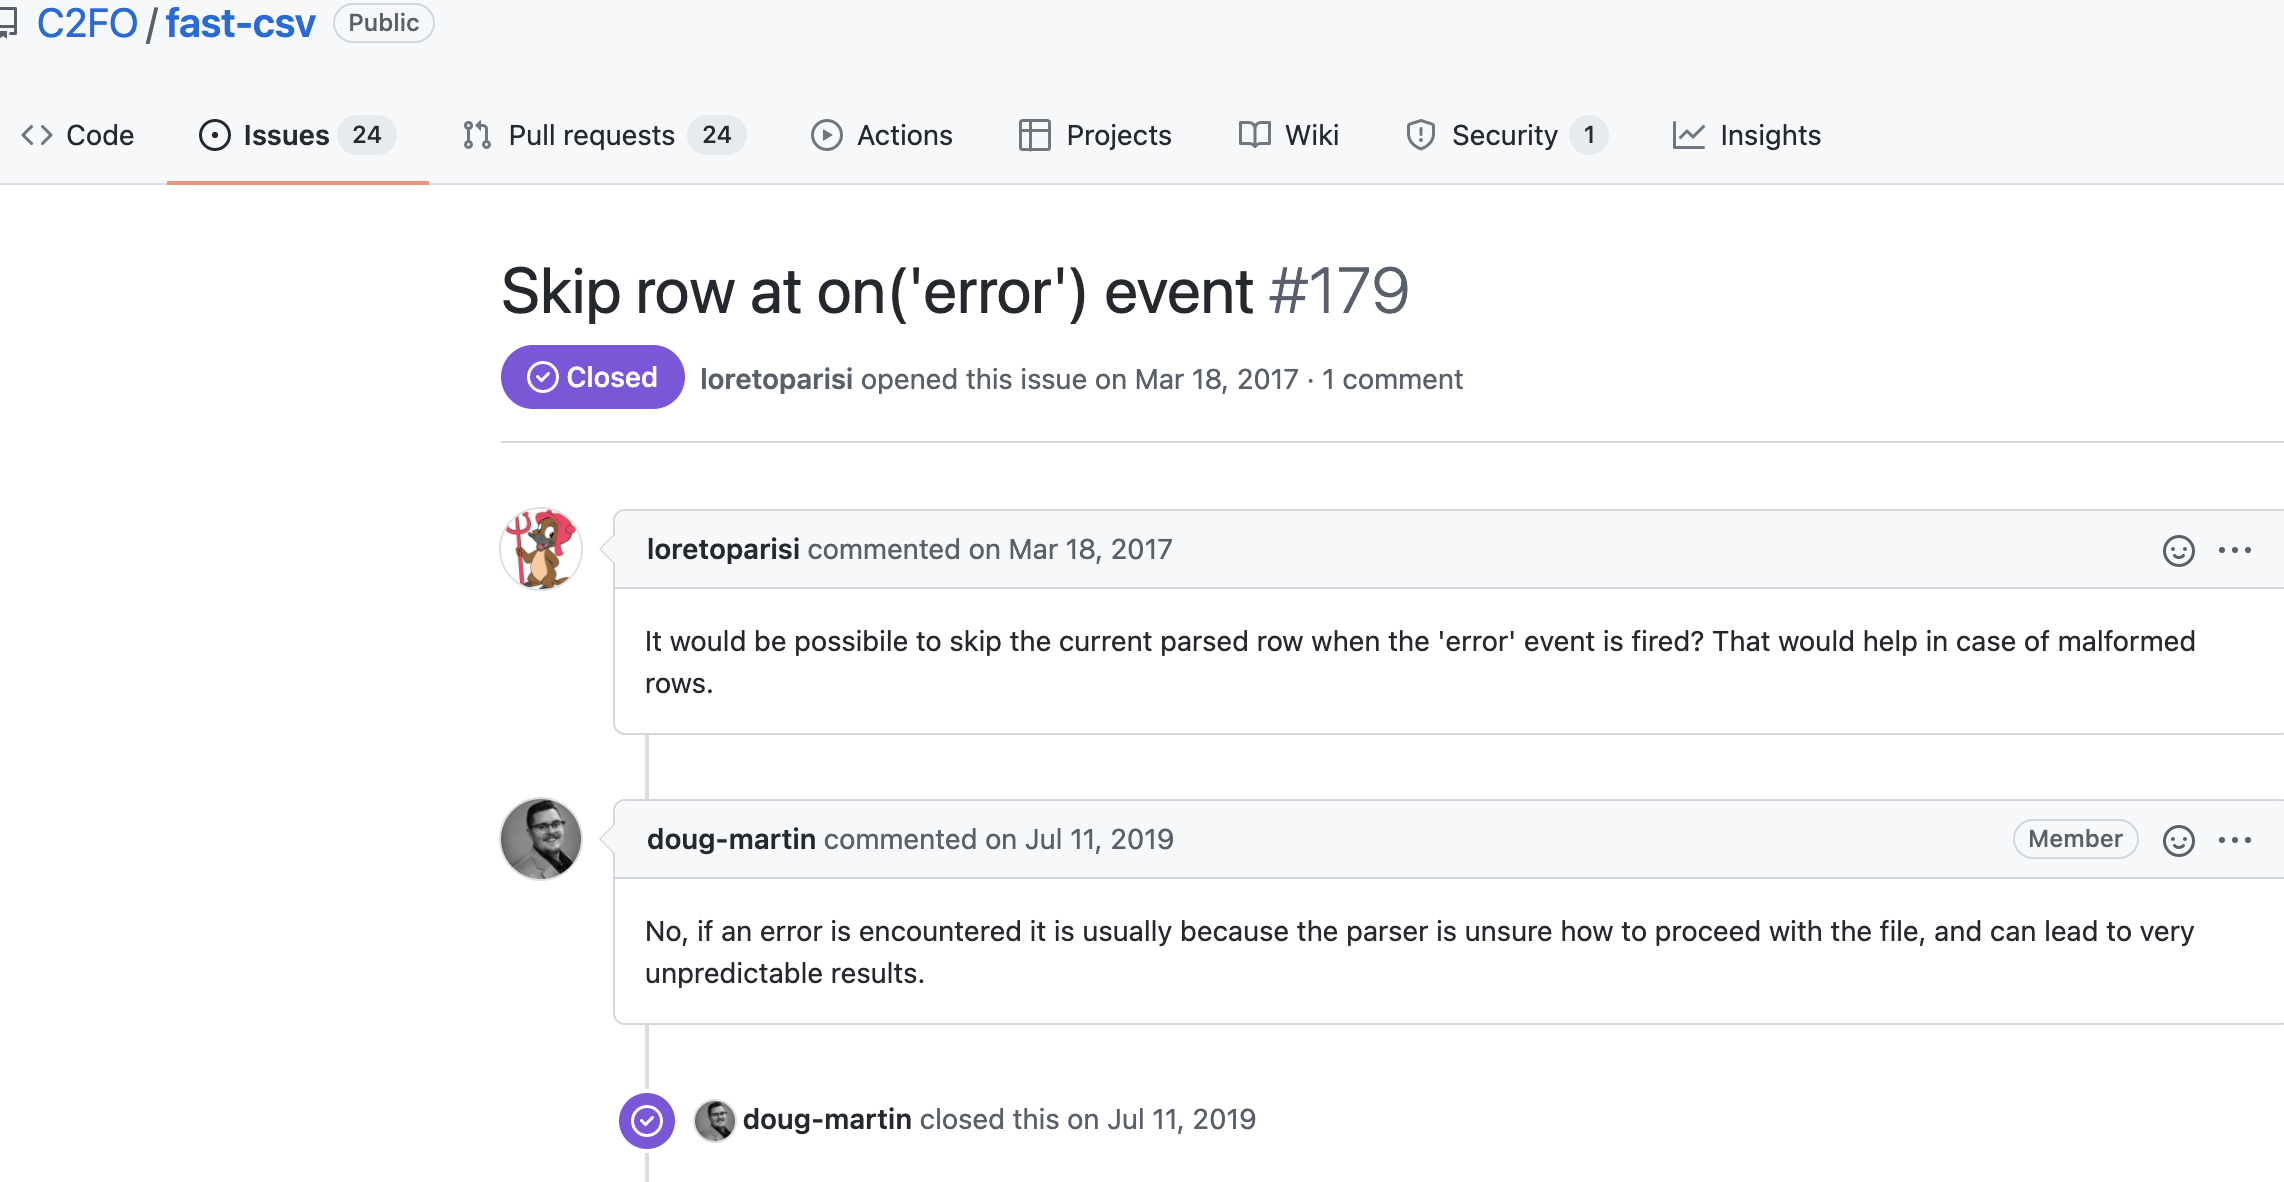 C2FO / fast-csv Public
Code Issues 24 Pull requests 24 Actions Projects Wiki Security 1 Insights
Skip row at on('error') event #179
Closed loretoparisi opened this issue on Mar 18, 2017 · 1 comment
loretoparisi commented on Mar 18, 2017
It would be possibile to skip the current parsed row when the 'error' event is fired? That would help in case of malformed
rows.
doug-martin commented on Jul 11, 2019 Member
No, if an error is encountered it is usually because the parser is unsure how to proceed with the file, and can lead to very
unpredictable results.
doug-martin closed this on Jul 11, 2019